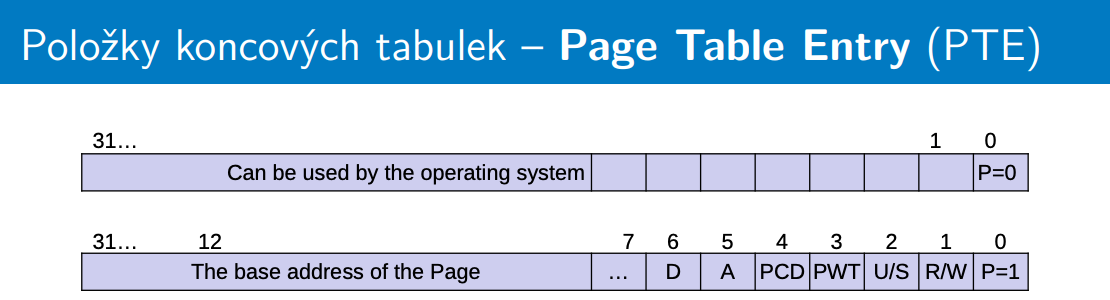 Položky koncových tabulek – Page Table Entry (PTE)
31… 1 0
Can be used by the operating system P=0
31… 12 7 6 5 4 3 2 1 0
The base address of the Page … D A PCD PWT U/S R/W P=1